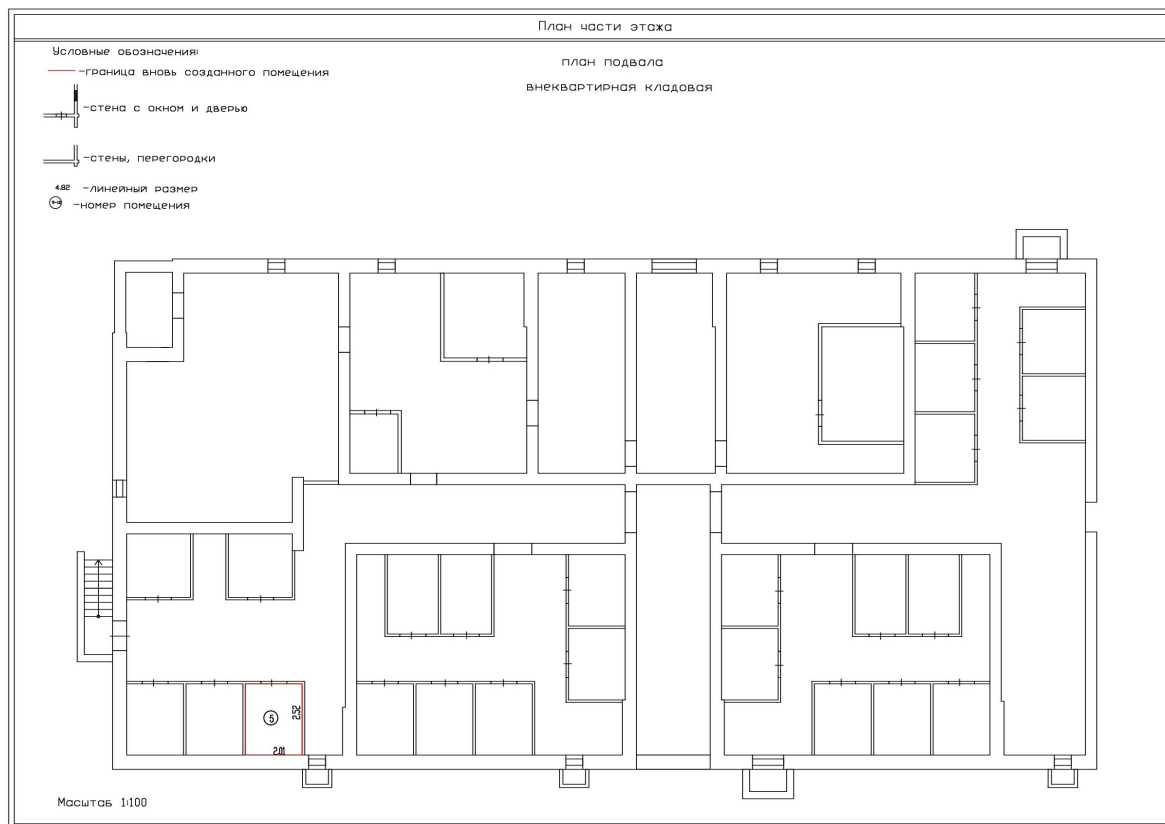 План части этажа
Условные обозначения:
-граница вновь созданного помещения
-стена с окном и дверью
-стены, перегородки
4.82 -линейный размер
-номер помещения
план подвала
внеквартирная кладовая
5
2.52
2.01
Масштаб 1:100